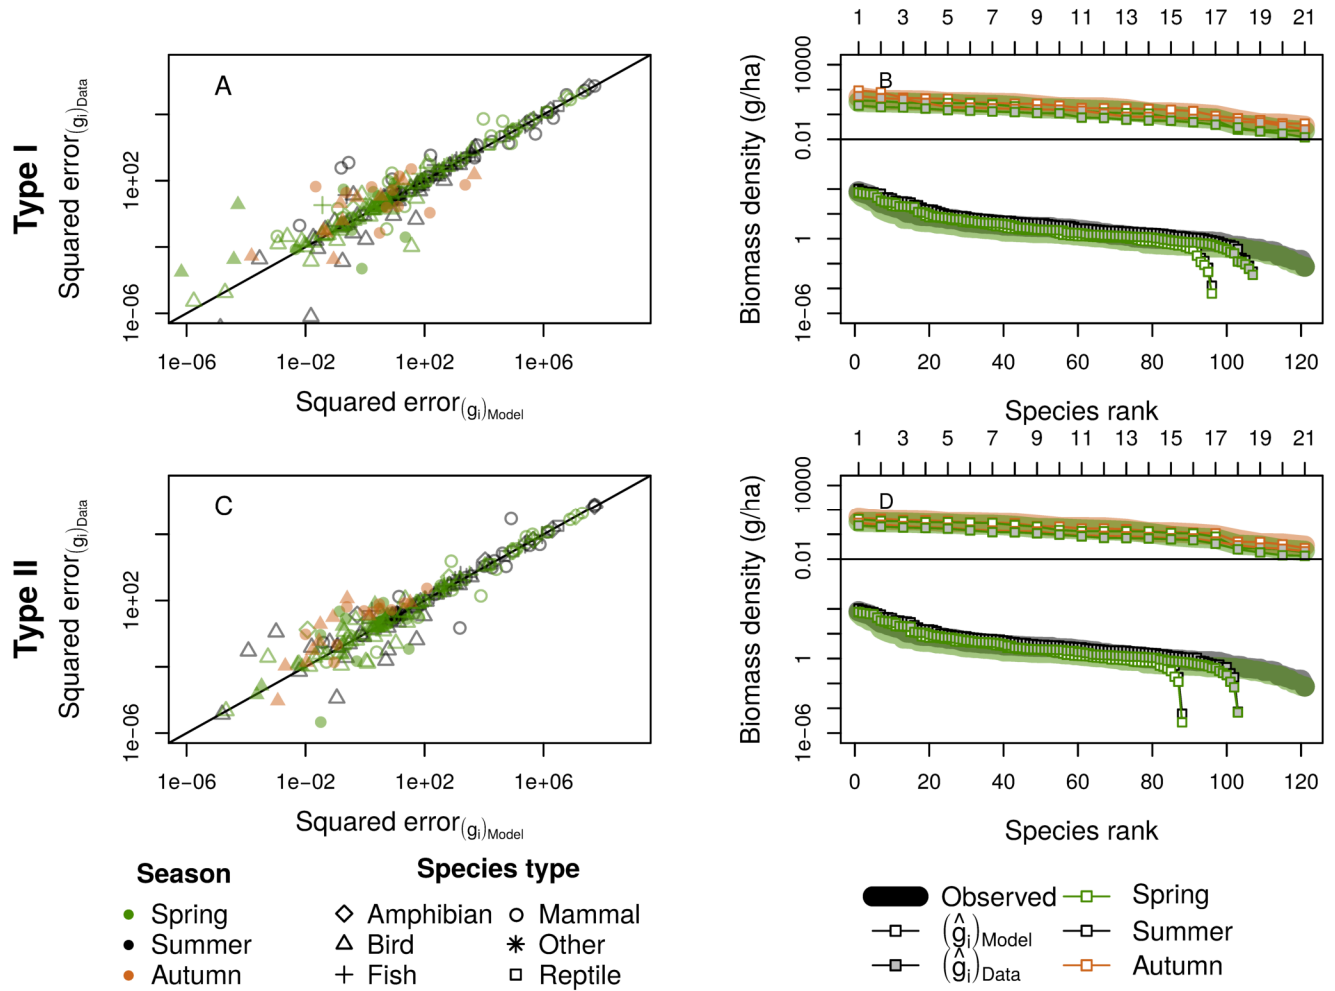 Type I
A
Squared error(gi)Data
1e−06
1e+02
1e−06
1e−02
1e+02
1e+06
Squared error(gi)Model
1 3 5 7 9 11 13 15 17 19 21
B
Biomass density (g/ha)
10000
0.01
1
1e−06
0 20 40 60 80 100 120
Species rank
Type II
C
Squared error(gi)Data
1e−06
1e+02
1e−06
1e−02
1e+02
1e+06
Squared error(gi)Model
1 3 5 7 9 11 13 15 17 19 21
D
Biomass density (g/ha)
10000
0.01
1
1e−06
0 20 40 60 80 100 120
Species rank
Season
Spring
Summer
Autumn
Species type
Amphibian
Bird
Fish
Mammal
Other
Reptile
Observed
(ĝi)Model
(ĝi)Data
Spring
Summer
Autumn